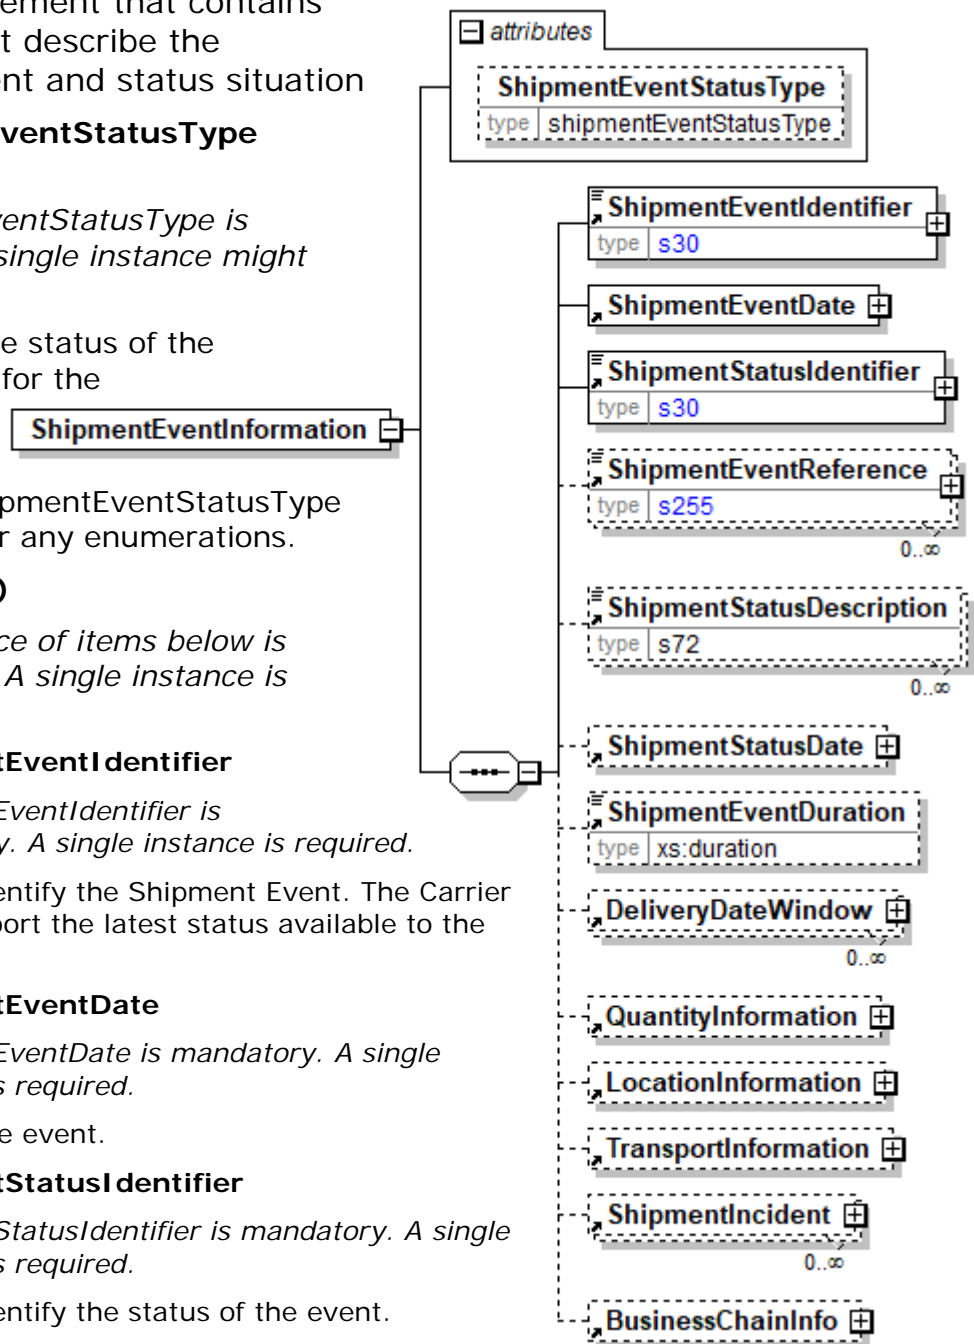 ement that contains
t describe the
ent and status situation
ventStatusType
ventStatusType is
single instance might
e status of the
for the
pmentEventStatusType
r any enumerations.
)
ce of items below is
A single instance is
tEventIdentifier
EventIdentifier is
y. A single instance is required.
entify the Shipment Event. The Carrier
port the latest status available to the
tEventDate
EventDate is mandatory. A single
s required.
e event.
tStatusIdentifier
StatusIdentifier is mandatory. A single
s required.
entify the status of the event.
ShipmentEventInformation
attributes
ShipmentEventStatusType
type shipmentEventStatusType
ShipmentEventIdentifier
type s30
ShipmentEventDate
ShipmentStatusIdentifier
type s30
ShipmentEventReference
type s255
0..∞
ShipmentStatusDescription
type s72
0..∞
ShipmentStatusDate
ShipmentEventDuration
type xs:duration
DeliveryDateWindow
0..∞
QuantityInformation
LocationInformation
TransportInformation
ShipmentIncident
0..∞
BusinessChainInfo